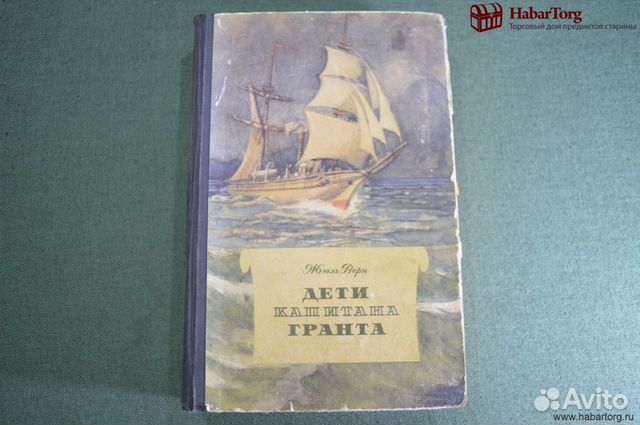 HabarTorg
Торговый дом предметов старины
Жюль Верн
ДЕТИ
КАПИТАНА
ГРАНТА
Avito
www.habartorg.ru